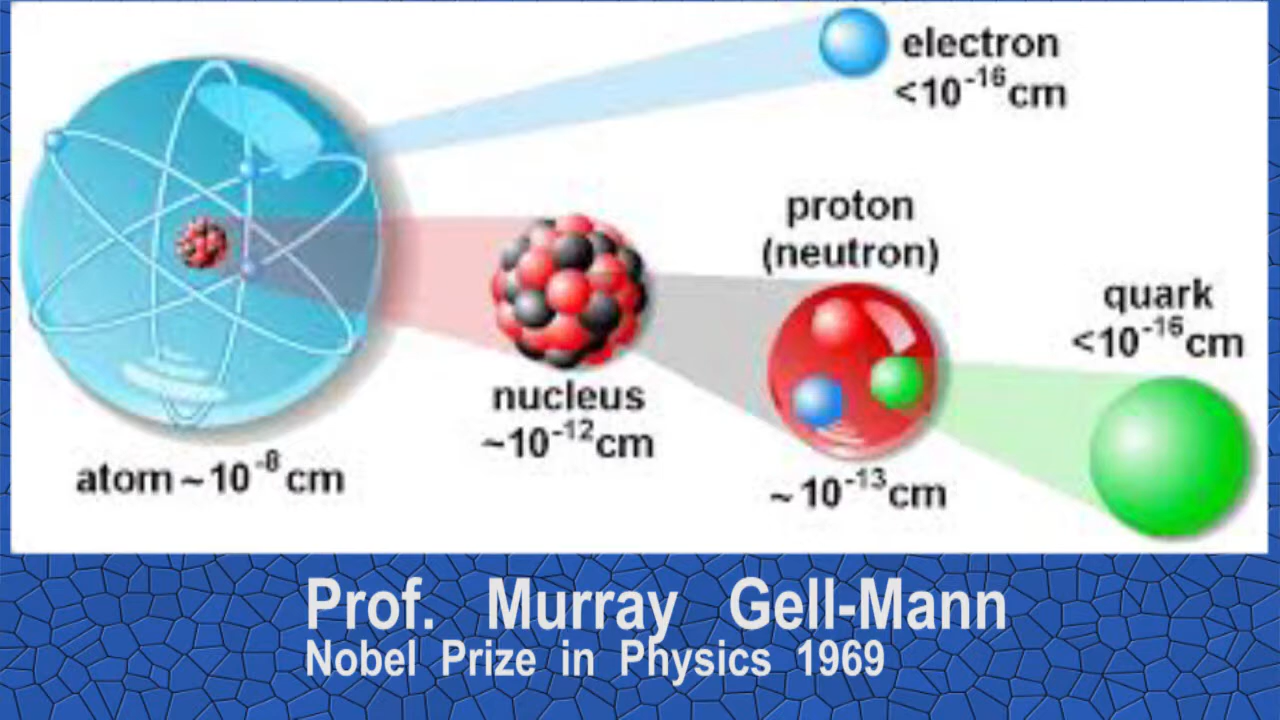 electron
<10⁻¹⁶cm
proton
(neutron)
quark
<10⁻¹⁶cm
nucleus
~10⁻¹²cm
atom ~ 10⁻⁸ cm
~ 10⁻¹³cm
Prof. Murray Gell-Mann
Nobel Prize in Physics 1969